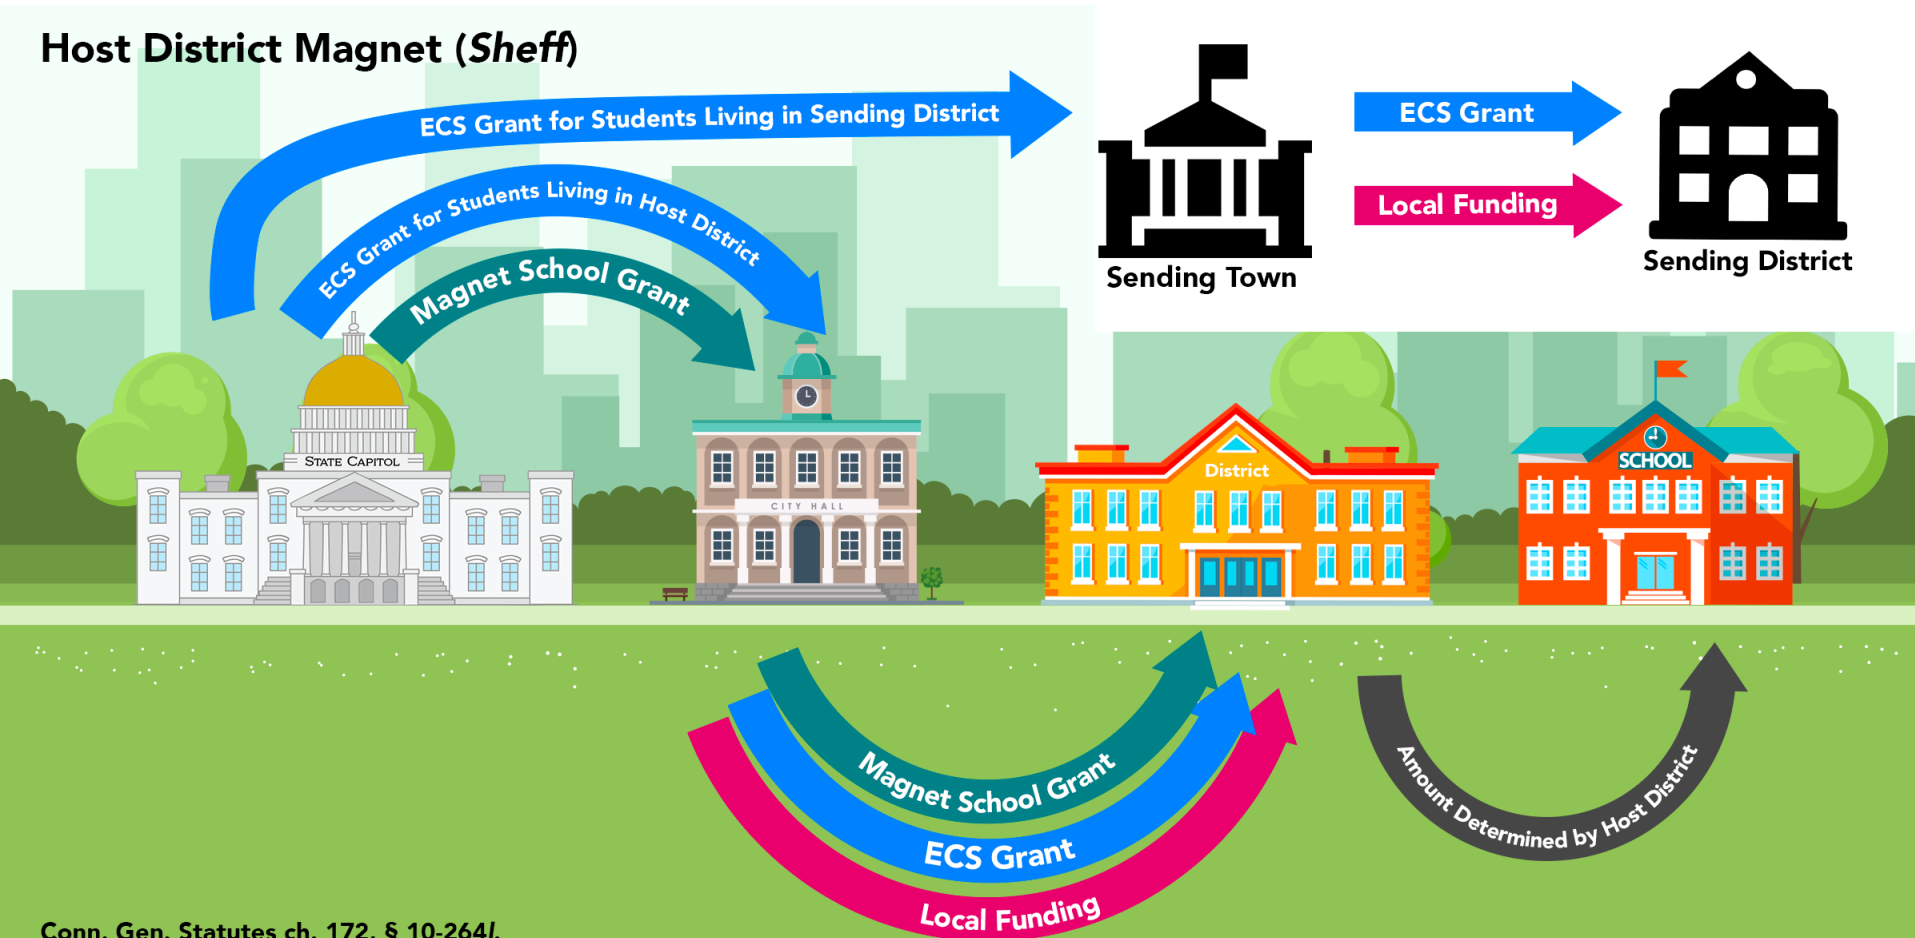 Host District Magnet (Sheff)
ECS Grant for Students Living in Sending District
ECS Grant for Students Living in Host District
Magnet School Grant
ECS Grant
Local Funding
Sending Town
Sending District
STATE CAPITOL
CITY HALL
District
SCHOOL
Magnet School Grant
ECS Grant
Local Funding
Amount Determined by Host District
Conn. Gen. Statutes ch. 172, § 10-264l.